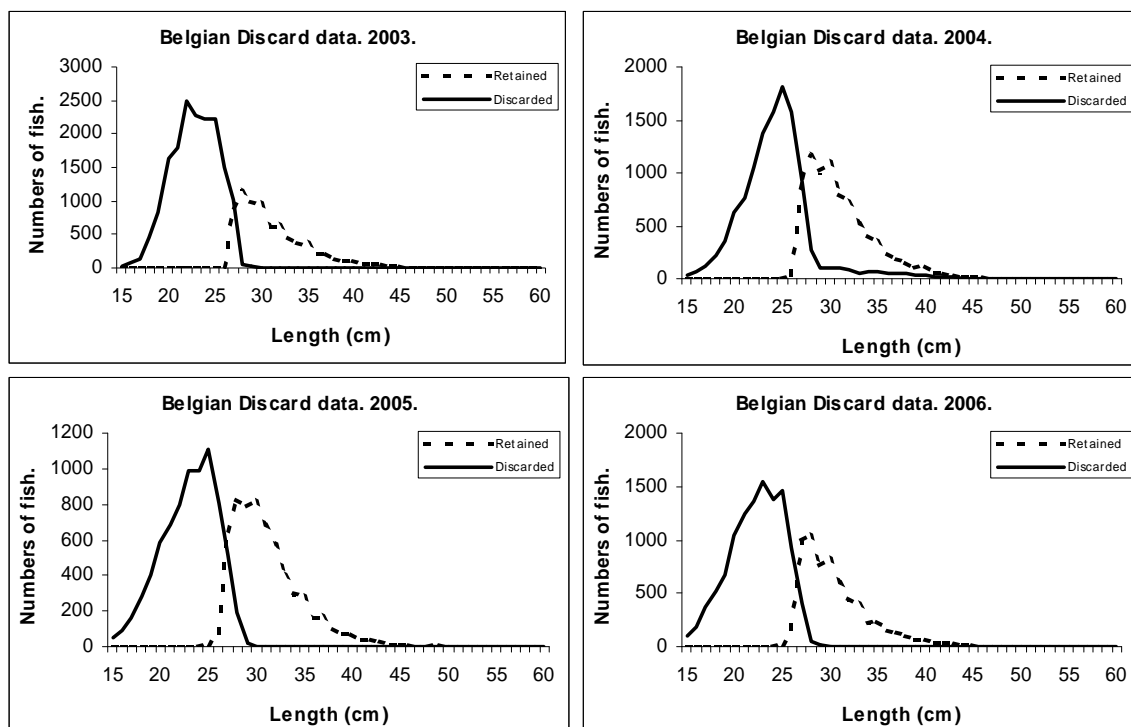 Belgian Discard data. 2003.
Numbers of fish.
3000
2500
2000
1500
1000
500
0
Retained
Discarded
15 20 25 30 35 40 45 50 55 60
Length (cm)
Belgian Discard data. 2004.
Numbers of fish.
2000
1500
1000
500
0
Retained
Discarded
15 20 25 30 35 40 45 50 55 60
Length (cm)
Belgian Discard data. 2005.
Numbers of fish.
1200
1000
800
600
400
200
0
Retained
Discarded
15 20 25 30 35 40 45 50 55 60
Length (cm)
Belgian Discard data. 2006.
Numbers of fish.
2000
1500
1000
500
0
Retained
Discarded
15 20 25 30 35 40 45 50 55 60
Length (cm)